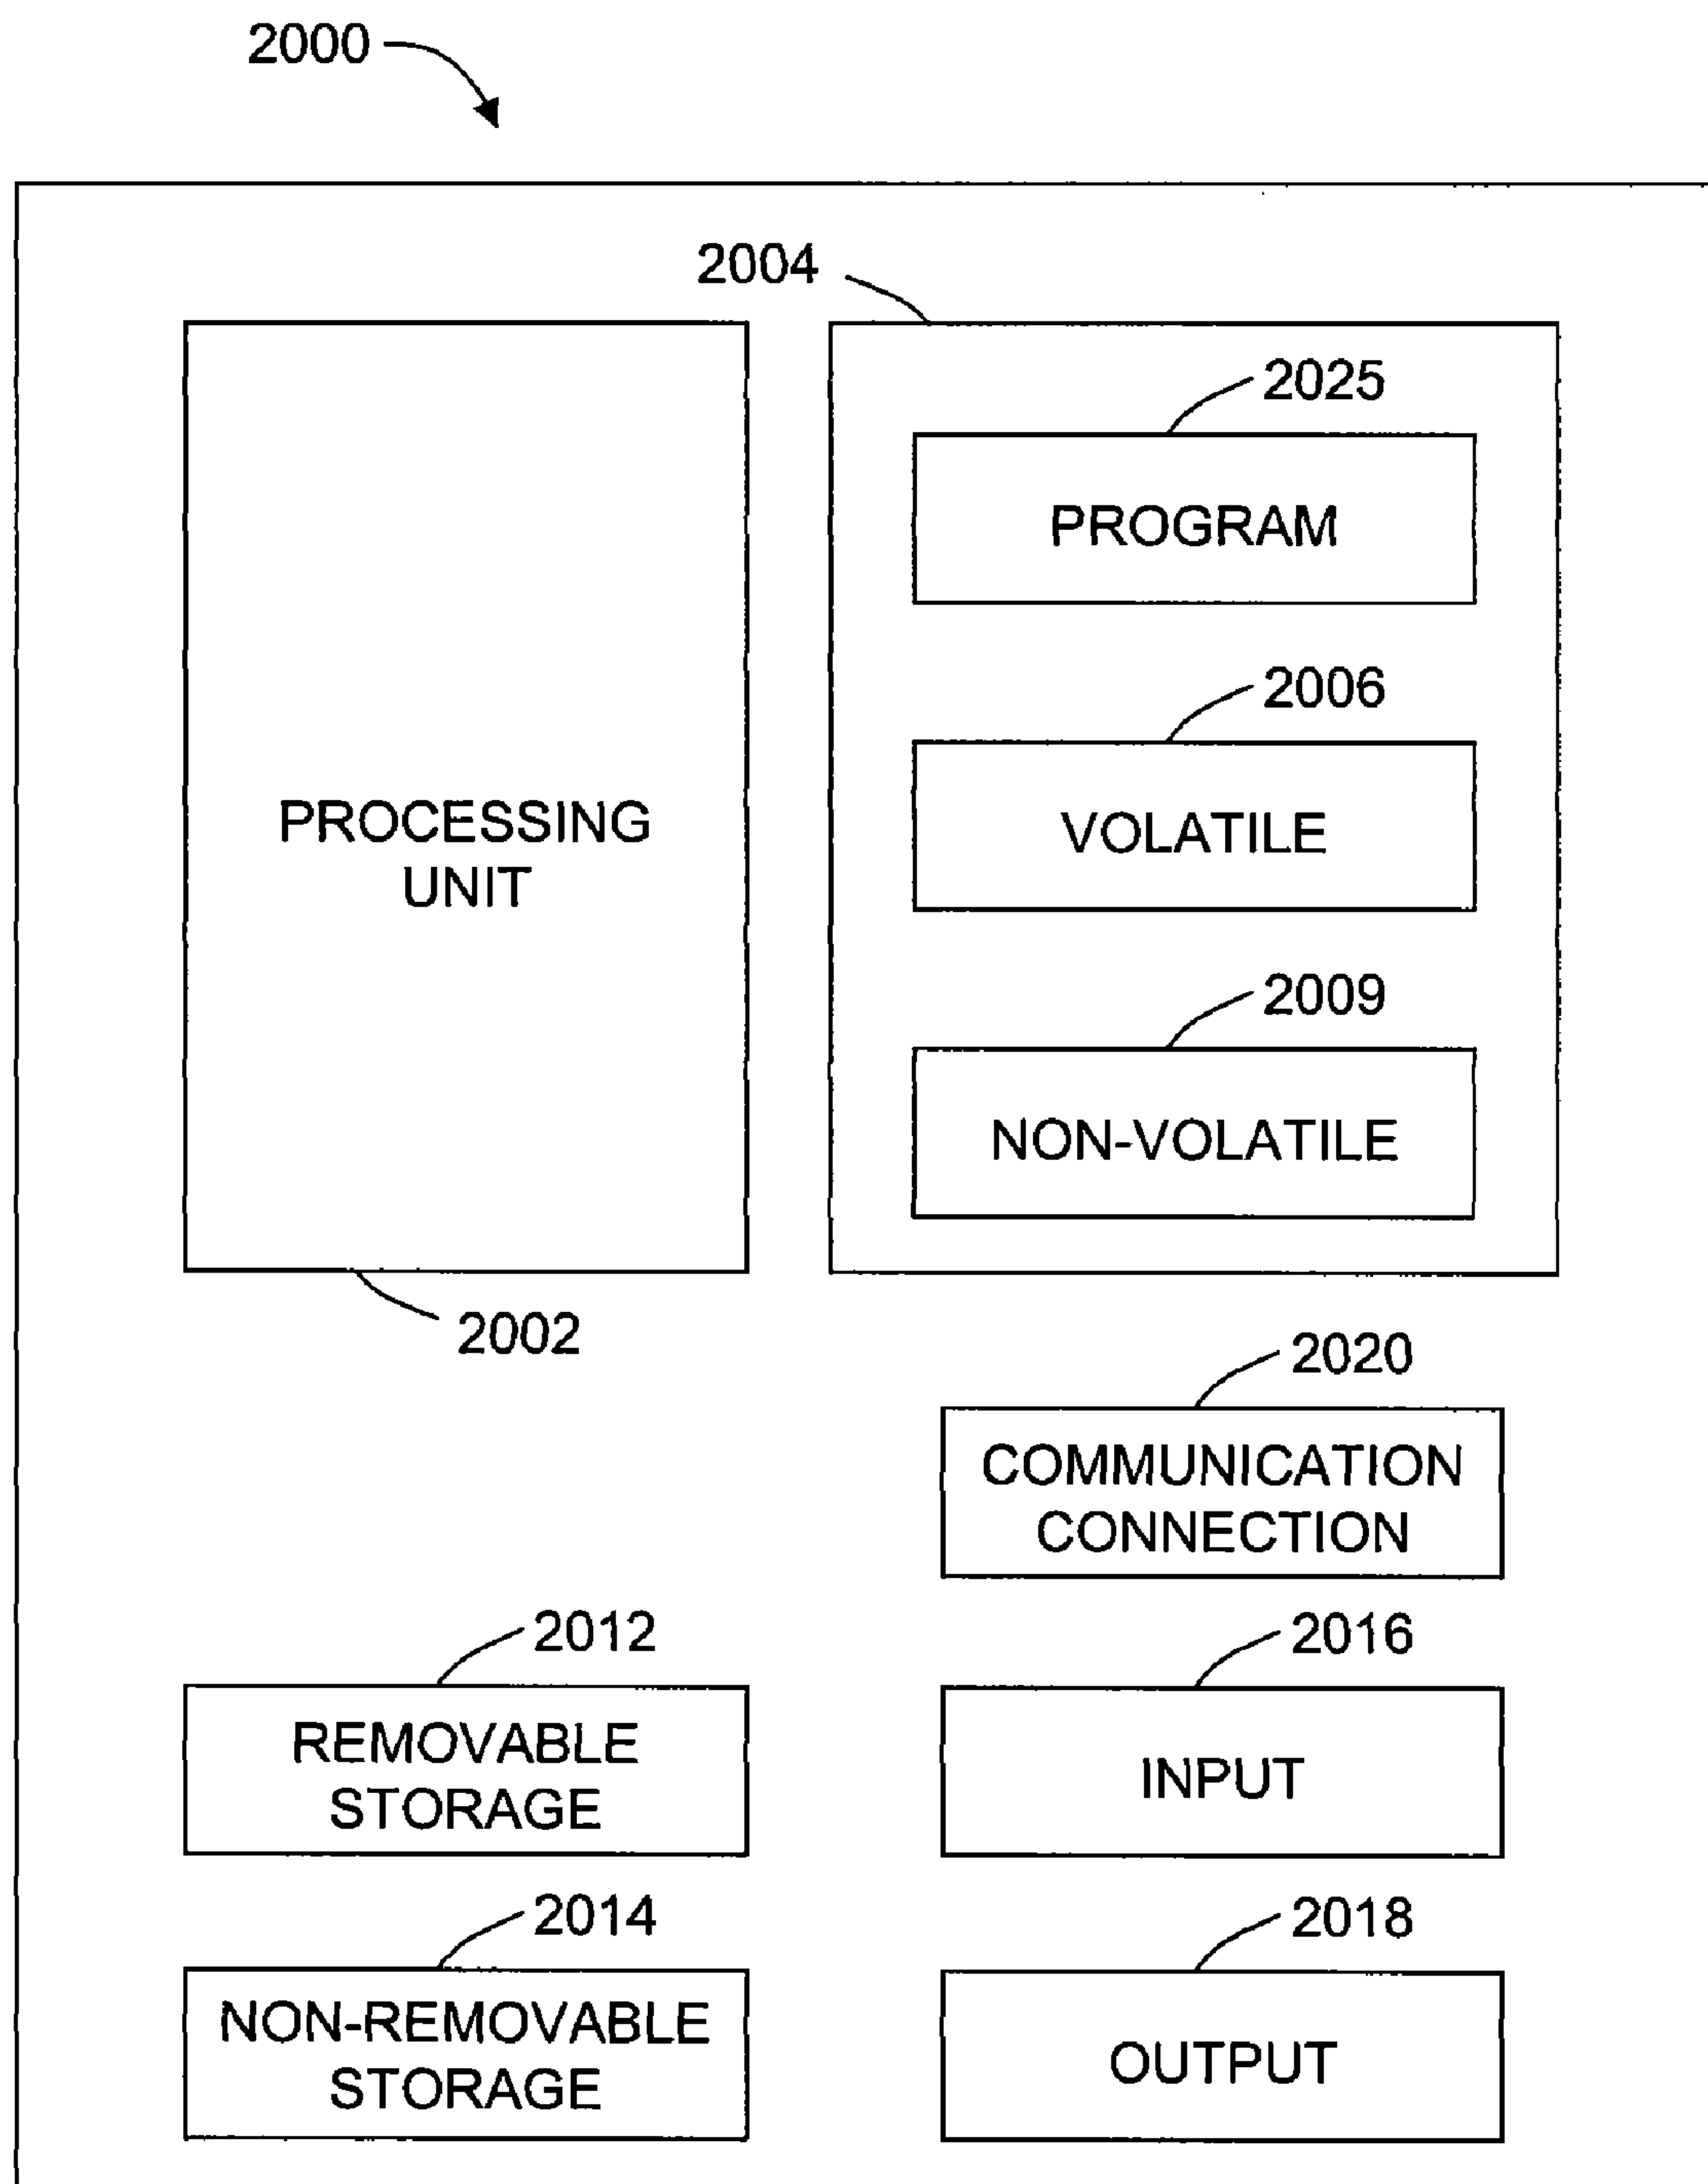 2000
2004
2025
PROGRAM
2006
VOLATILE
PROCESSING
UNIT
2009
NON-VOLATILE
2002
2020
COMMUNICATION
CONNECTION
2012
REMOVABLE
STORAGE
2016
INPUT
2014
NON-REMOVABLE
STORAGE
2018
OUTPUT